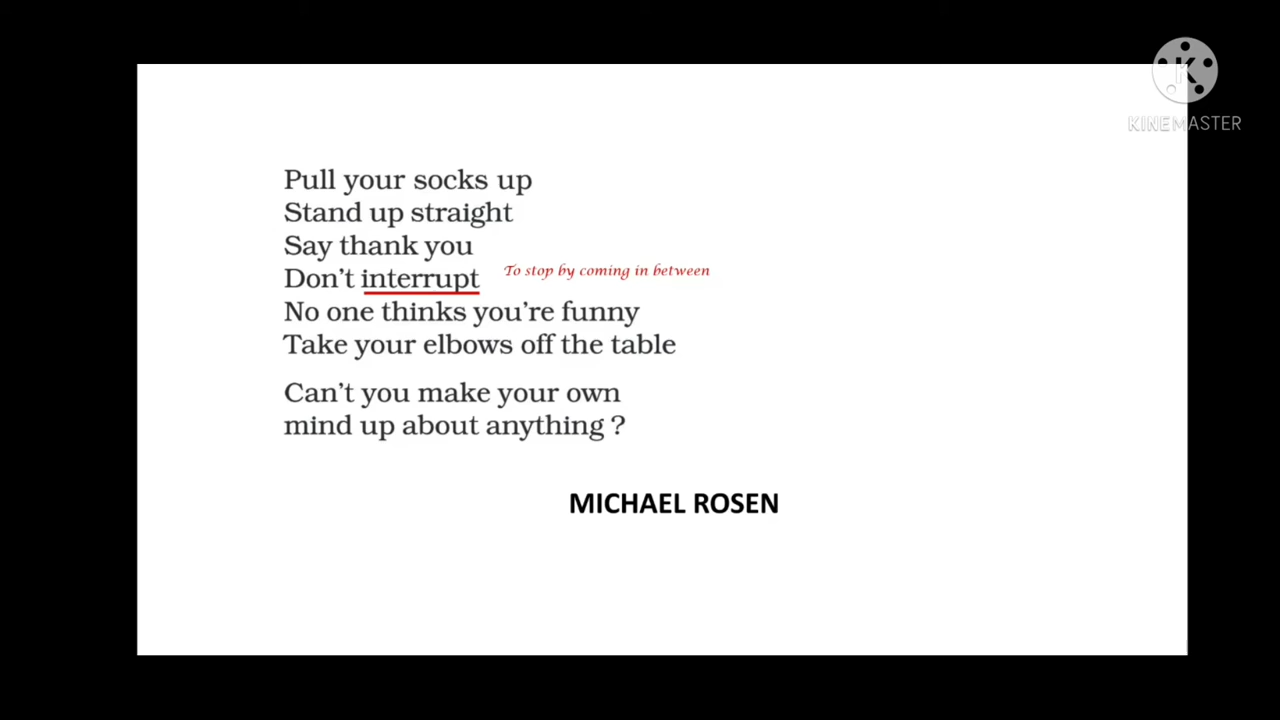 KINEMASTER
Pull your socks up
Stand up straight
Say thank you
Don't interrupt To stop by coming in between
No one thinks you're funny
Take your elbows off the table
Can't you make your own
mind up about anything ?
MICHAEL ROSEN